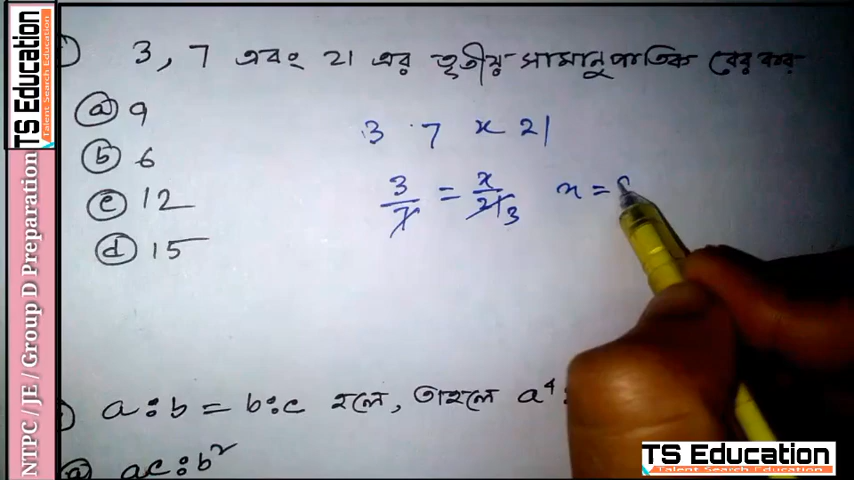 TS Education
Talent Search Education
NTPC / JE / Group D Preparation
3, 7 এবং 21 এর তৃতীয় সামানুপাতিক বের কর
(a) 9
(b) 6
(c) 12
(d) 15
3 7 x 21
3/7 = x/21 3 x =
a:b = b:c হলে, তাহলে a⁴:
(a) ac:b²
TS Education
Talent Search Education